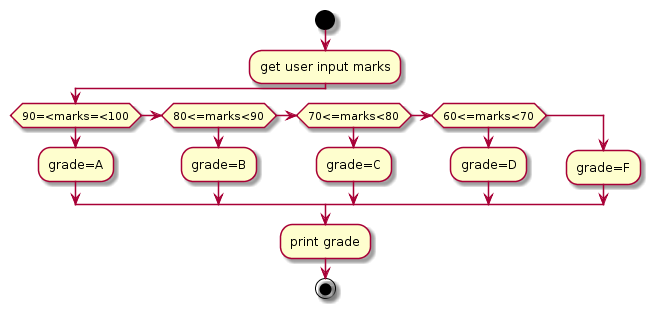 get user input marks
90=<marks=<100
80<=marks<90
70<=marks<80
60<=marks<70
grade=A
grade=B
grade=C
grade=D
grade=F
print grade